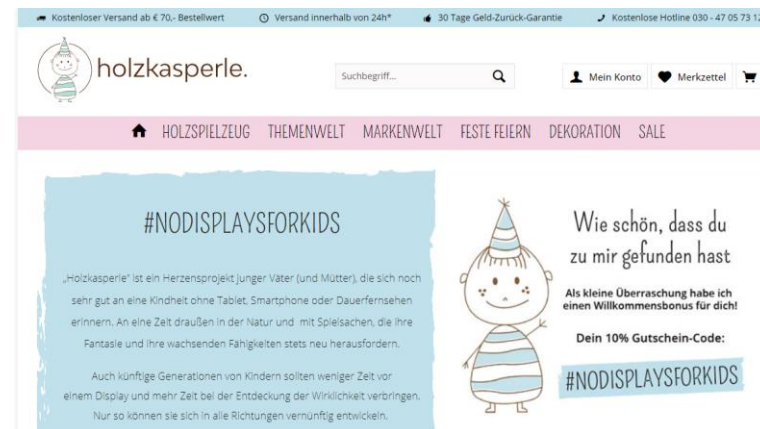 Kostenloser Versand ab € 70,- Bestellwert
Versand innerhalb von 24h*
30 Tage Geld-Zurück-Garantie
Kostenlose Hotline 030 - 47 05 73 12
holzkasperle.
Suchbegriff...
Mein Konto
Merkzettel
HOLZSPIELZEUG THEMENWELT MARKENWELT FESTE FEIERN DEKORATION SALE
#NODISPLAYSFORKIDS
„Holzkasperle" ist ein Herzensprojekt junger Väter (und Mütter), die sich noch
sehr gut an eine Kindheit ohne Tablet, Smartphone oder Dauerfernsehen
erinnern. An eine Zeit draußen in der Natur und mit Spielsachen, die ihre
Fantasie und ihre wachsenden Fähigkeiten stets neu herausfordern.
Auch künftige Generationen von Kindern sollten weniger Zeit vor
einem Display und mehr Zeit bei der Entdeckung der Wirklichkeit verbringen.
Nur so können sie sich in alle Richtungen vernünftig entwickeln.
Wie schön, dass du
zu mir gefunden hast
Als kleine Überraschung habe ich
einen Willkommensbonus für dich!
Dein 10% Gutschein-Code:
#NODISPLAYSFORKIDS